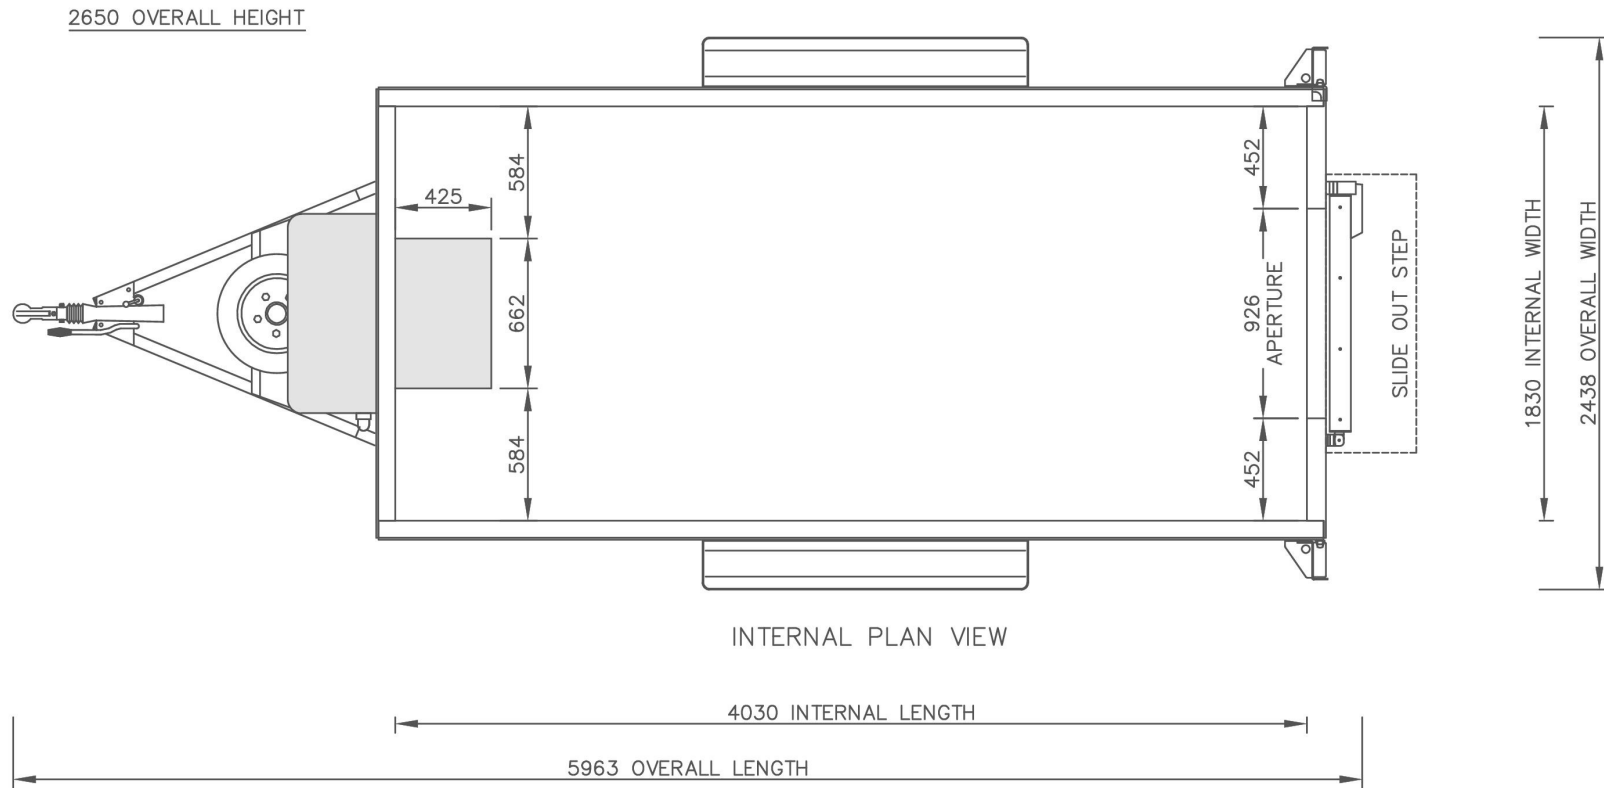 2650 OVERALL HEIGHT
425
584
662
584
452
926
APERTURE
452
SLIDE OUT STEP
1830 INTERNAL WIDTH
2438 OVERALL WIDTH
INTERNAL PLAN VIEW
4030 INTERNAL LENGTH
5963 OVERALL LENGTH